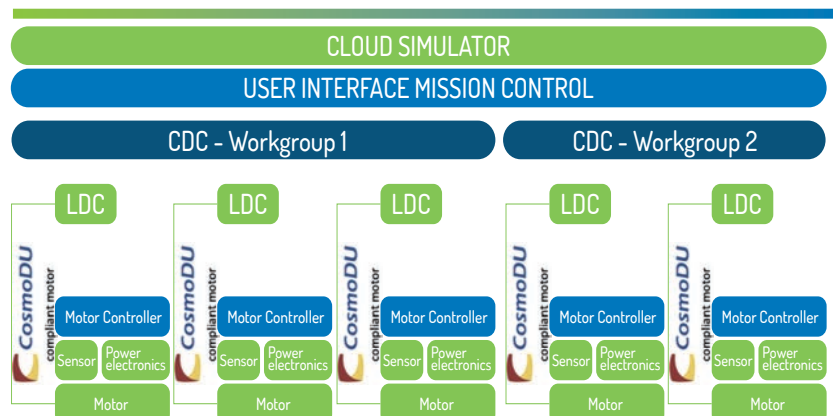 CLOUD SIMULATOR
USER INTERFACE MISSION CONTROL
CDC - Workgroup 1
CDC - Workgroup 2
LDC
CosmoDU
compliant motor
Motor Controller
Sensor
Power
electronics
Motor
LDC
CosmoDU
compliant motor
Motor Controller
Sensor
Power
electronics
Motor
LDC
CosmoDU
compliant motor
Motor Controller
Sensor
Power
electronics
Motor
LDC
CosmoDU
compliant motor
Motor Controller
Sensor
Power
electronics
Motor
LDC
CosmoDU
compliant motor
Motor Controller
Sensor
Power
electronics
Motor